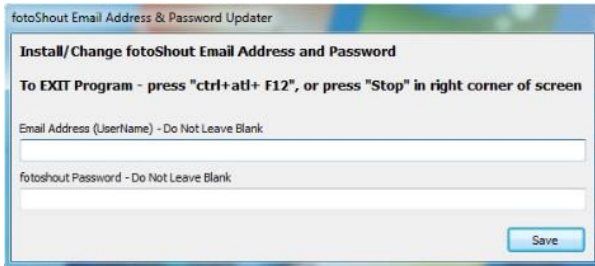 fotoShout Email Address & Password Updater
Install/Change fotoShout Email Address and Password
To EXIT Program - press "ctrl+atl+ F12", or press "Stop" in right corner of screen
Email Address (UserName) - Do Not Leave Blank
fotoshout Password - Do Not Leave Blank
Save